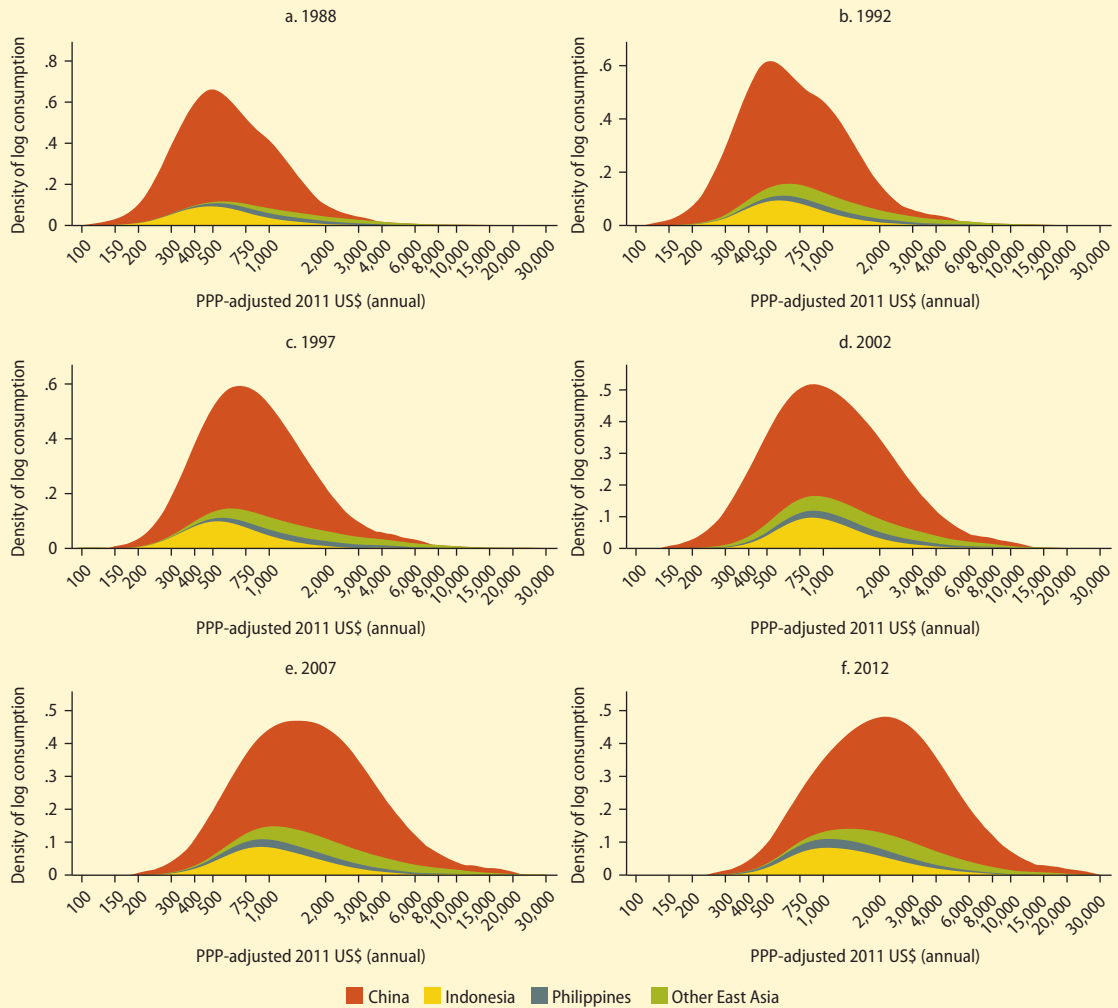 a. 1988
Density of log consumption
.8
.6
.4
.2
0
100 150 200 300 400 500 750 1,000 2,000 3,000 4,000 6,000 8,000 10,000 15,000 20,000 30,000
PPP-adjusted 2011 US$ (annual)
b. 1992
Density of log consumption
.6
.4
.2
0
100 150 200 300 400 500 750 1,000 2,000 3,000 4,000 6,000 8,000 10,000 15,000 20,000 30,000
PPP-adjusted 2011 US$ (annual)
c. 1997
Density of log consumption
.6
.4
.2
0
100 150 200 300 400 500 750 1,000 2,000 3,000 4,000 6,000 8,000 10,000 15,000 20,000 30,000
PPP-adjusted 2011 US$ (annual)
d. 2002
Density of log consumption
.5
.4
.3
.2
.1
0
100 150 200 300 400 500 750 1,000 2,000 3,000 4,000 6,000 8,000 10,000 15,000 20,000 30,000
PPP-adjusted 2011 US$ (annual)
e. 2007
Density of log consumption
.5
.4
.3
.2
.1
0
100 150 200 300 400 500 750 1,000 2,000 3,000 4,000 6,000 8,000 10,000 15,000 20,000 30,000
PPP-adjusted 2011 US$ (annual)
f. 2012
Density of log consumption
.5
.4
.3
.2
.1
0
100 150 200 300 400 500 750 1,000 2,000 3,000 4,000 6,000 8,000 10,000 15,000 20,000 30,000
PPP-adjusted 2011 US$ (annual)
China Indonesia Philippines Other East Asia